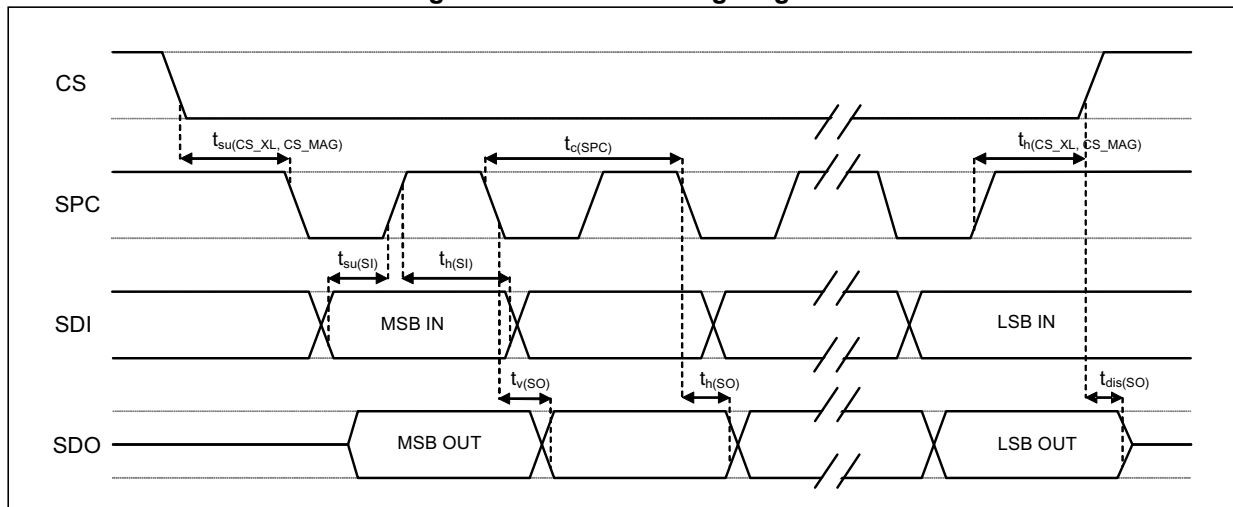 CS
t_su(CS_XL, CS_MAG)
t_c(SPC)
t_h(CS_XL, CS_MAG)
SPC
t_su(SI)
t_h(SI)
SDI
MSB IN
LSB IN
t_v(SO)
t_h(SO)
t_dis(SO)
SDO
MSB OUT
LSB OUT